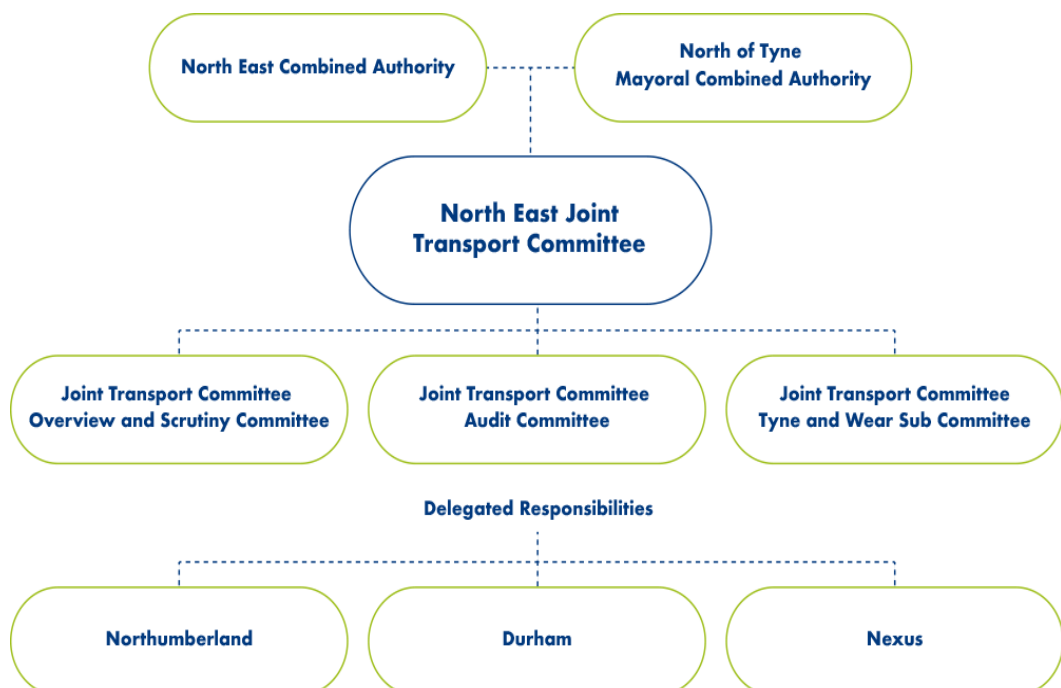 North East Combined Authority
North of Tyne
Mayoral Combined Authority
North East Joint
Transport Committee
Joint Transport Committee
Overview and Scrutiny Committee
Joint Transport Committee
Audit Committee
Joint Transport Committee
Tyne and Wear Sub Committee
Delegated Responsibilities
Northumberland
Durham
Nexus